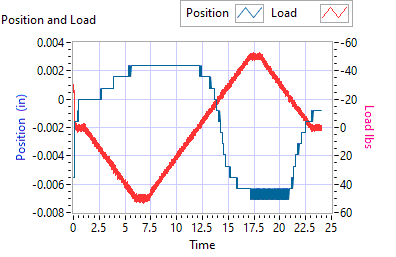 Position Load
Position and Load
0.004 -60
0.002 -40
0.000 -20
-0.002 0
-0.004 20
-0.006 40
-0.008 60
Position (in)
Load lbs
0 2.5 5 7.5 10 12.5 15 17.5 20 22.5 25
Time